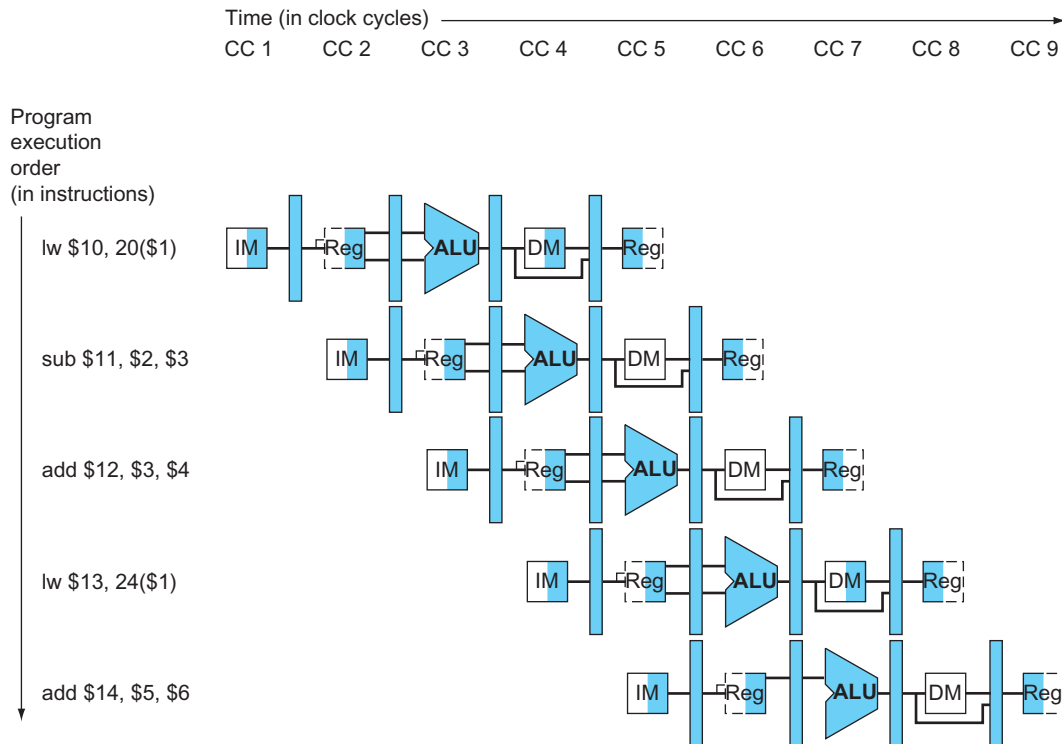 Time (in clock cycles)
CC 1 CC 2 CC 3 CC 4 CC 5 CC 6 CC 7 CC 8 CC 9
Program
execution
order
(in instructions)
lw $10, 20($1) IM Reg ALU DM Reg
sub $11, $2, $3 IM Reg ALU DM Reg
add $12, $3, $4 IM Reg ALU DM Reg
lw $13, 24($1) IM Reg ALU DM Reg
add $14, $5, $6 IM Reg ALU DM Reg